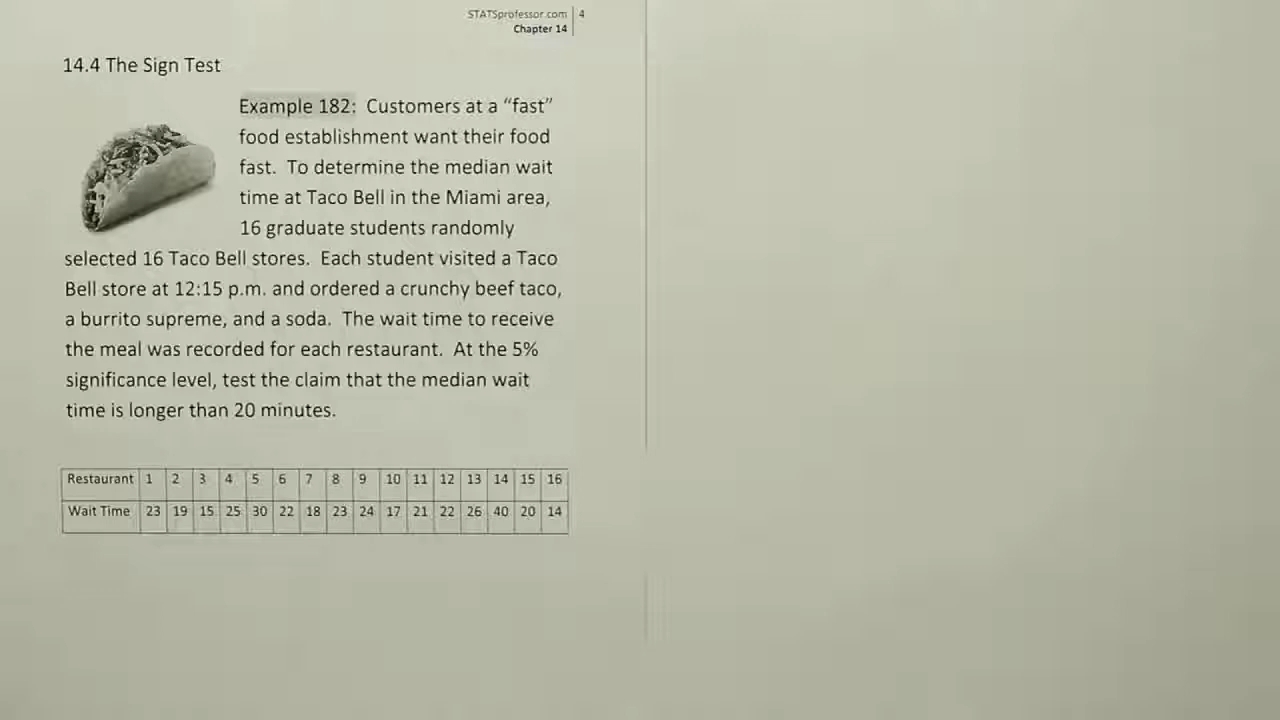 STATSprofessor.com | 4
Chapter 14
14.4 The Sign Test
Example 182: Customers at a “fast”
food establishment want their food
fast. To determine the median wait
time at Taco Bell in the Miami area,
16 graduate students randomly
selected 16 Taco Bell stores. Each student visited a Taco
Bell store at 12:15 p.m. and ordered a crunchy beef taco,
a burrito supreme, and a soda. The wait time to receive
the meal was recorded for each restaurant. At the 5%
significance level, test the claim that the median wait
time is longer than 20 minutes.
Restaurant 1 2 3 4 5 6 7 8 9 10 11 12 13 14 15 16
Wait Time 23 19 15 25 30 22 18 23 24 17 21 22 26 40 20 14